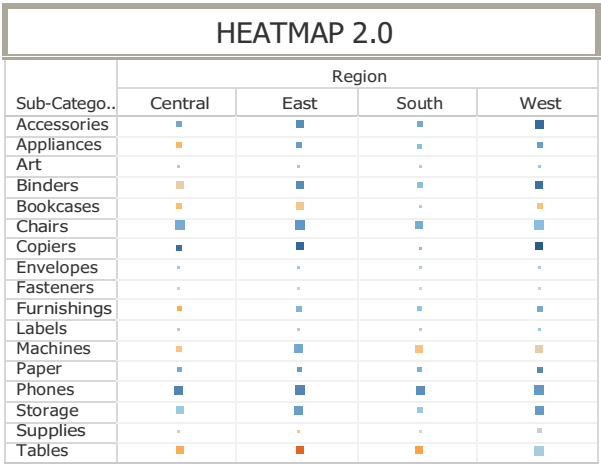 HEATMAP 2.0
Region
Sub-Catego.. Central East South West
Accessories
Appliances
Art
Binders
Bookcases
Chairs
Copiers
Envelopes
Fasteners
Furnishings
Labels
Machines
Paper
Phones
Storage
Supplies
Tables